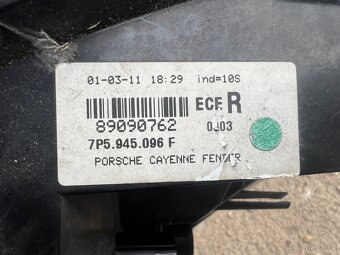 01-03-11 18:29 ind=10S
ECE R
89090762
0J03
7P5.945.096 F
PORSCHE CAYENNE FENDER